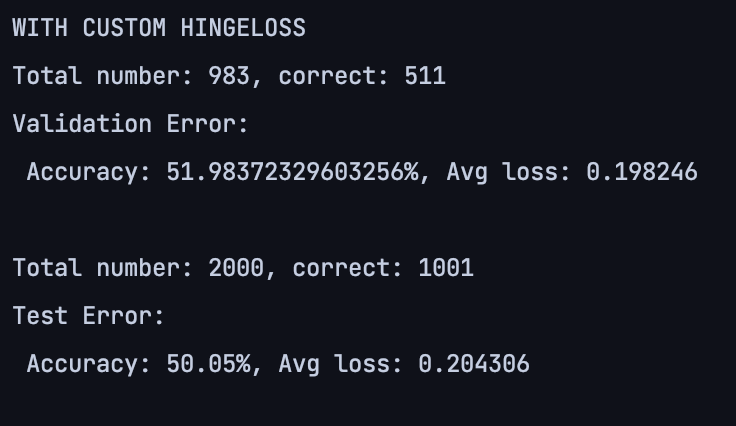 WITH CUSTOM HINGELOSS
Total number: 983, correct: 511
Validation Error:
Accuracy: 51.98372329603256%, Avg loss: 0.198246
Total number: 2000, correct: 1001
Test Error:
Accuracy: 50.05%, Avg loss: 0.204306